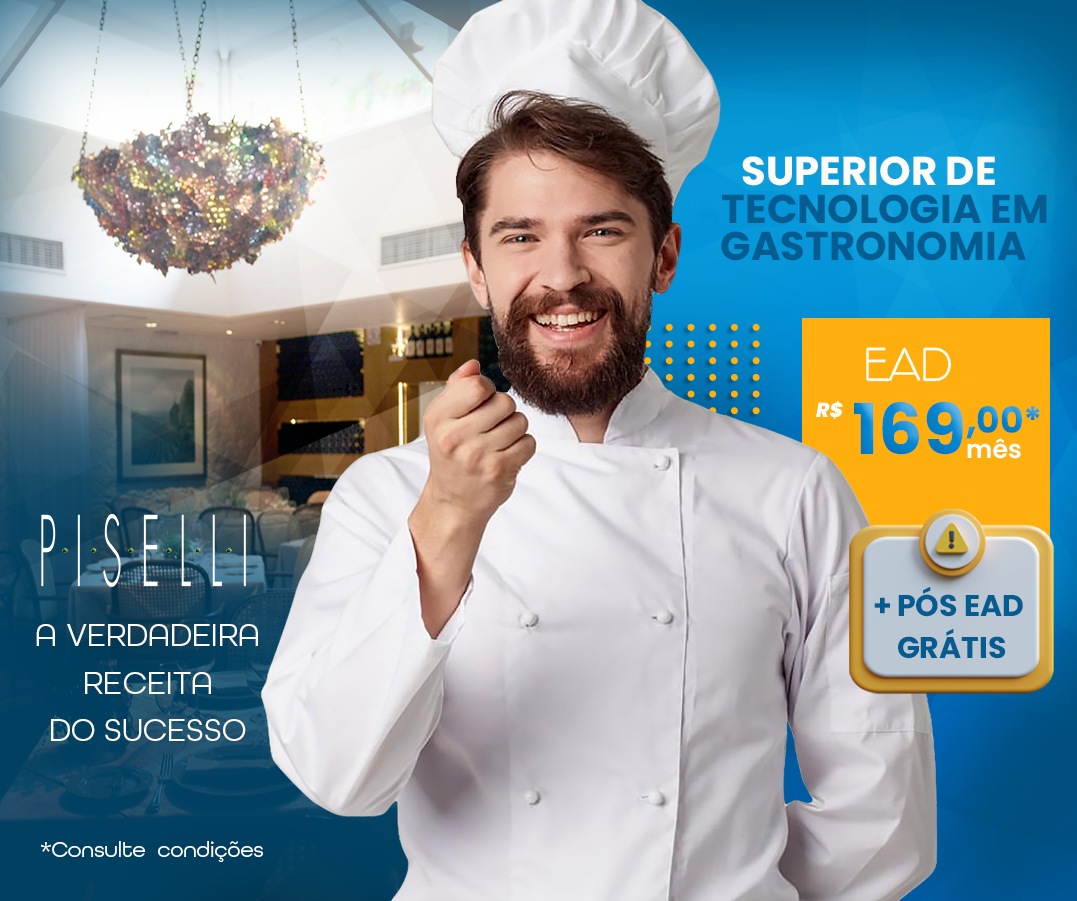 SUPERIOR DE
TECNOLOGIA EM
GASTRONOMIA
EAD
R$ 169,00*
mês
+ PÓS EAD
GRÁTIS
PISELLI
A VERDADEIRA
RECEITA
DO SUCESSO
*Consulte condições